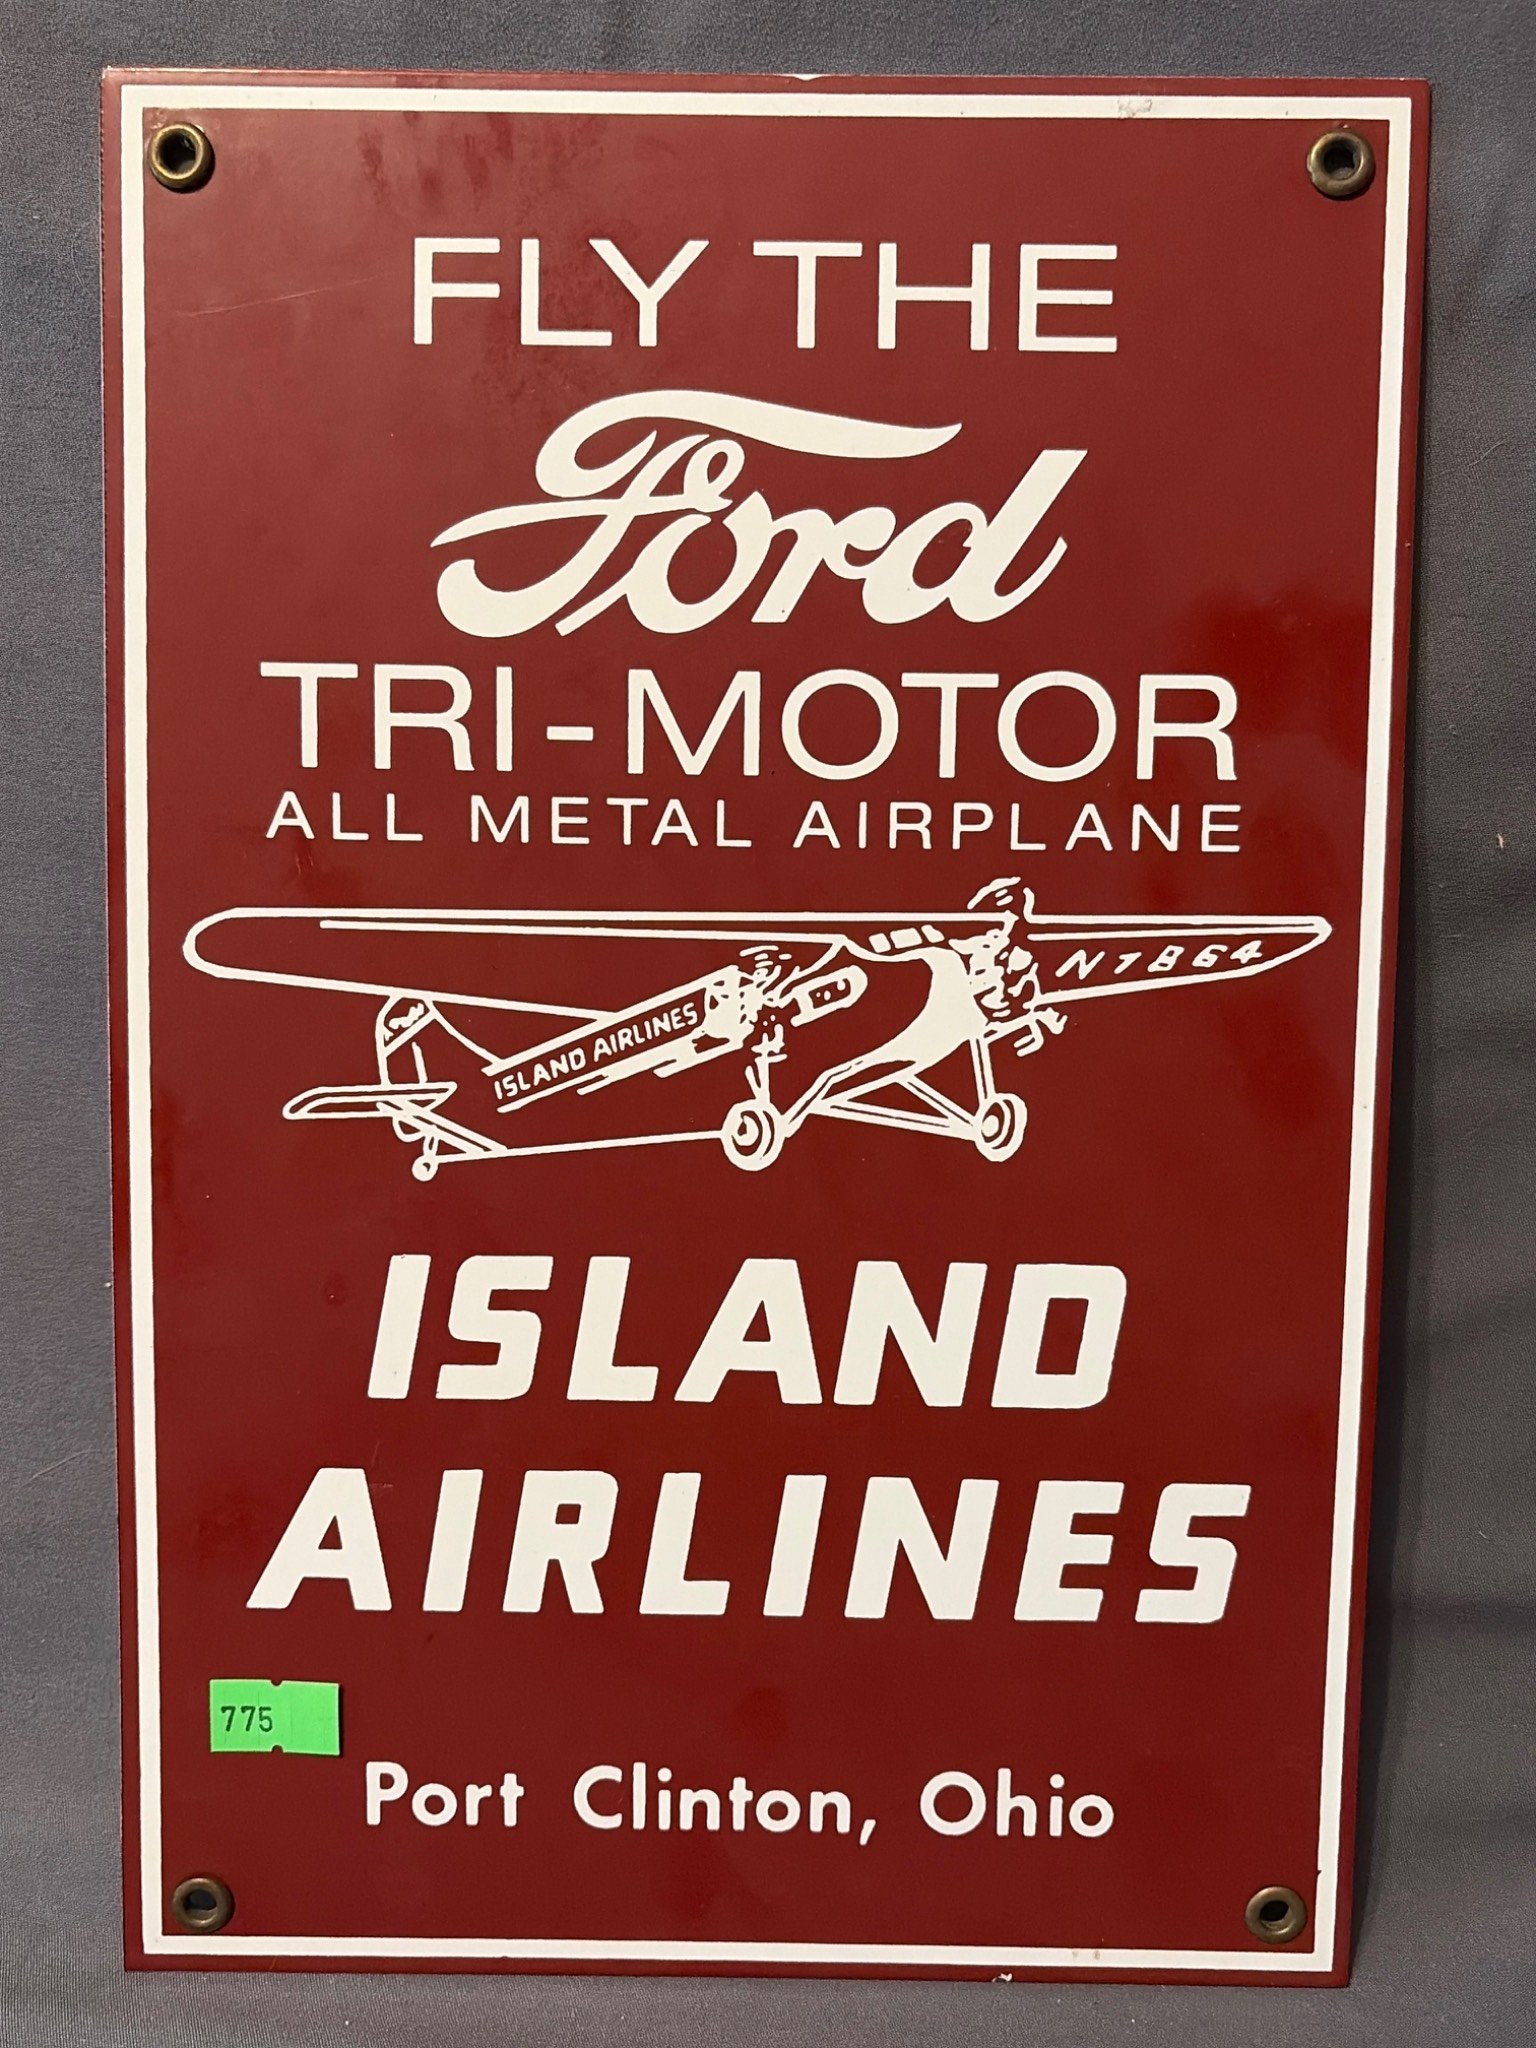 FLY THE
Ford
TRI-MOTOR
ALL METAL AIRPLANE
N7864
ISLAND AIRLINES
ISLAND
AIRLINES
775
Port Clinton, Ohio